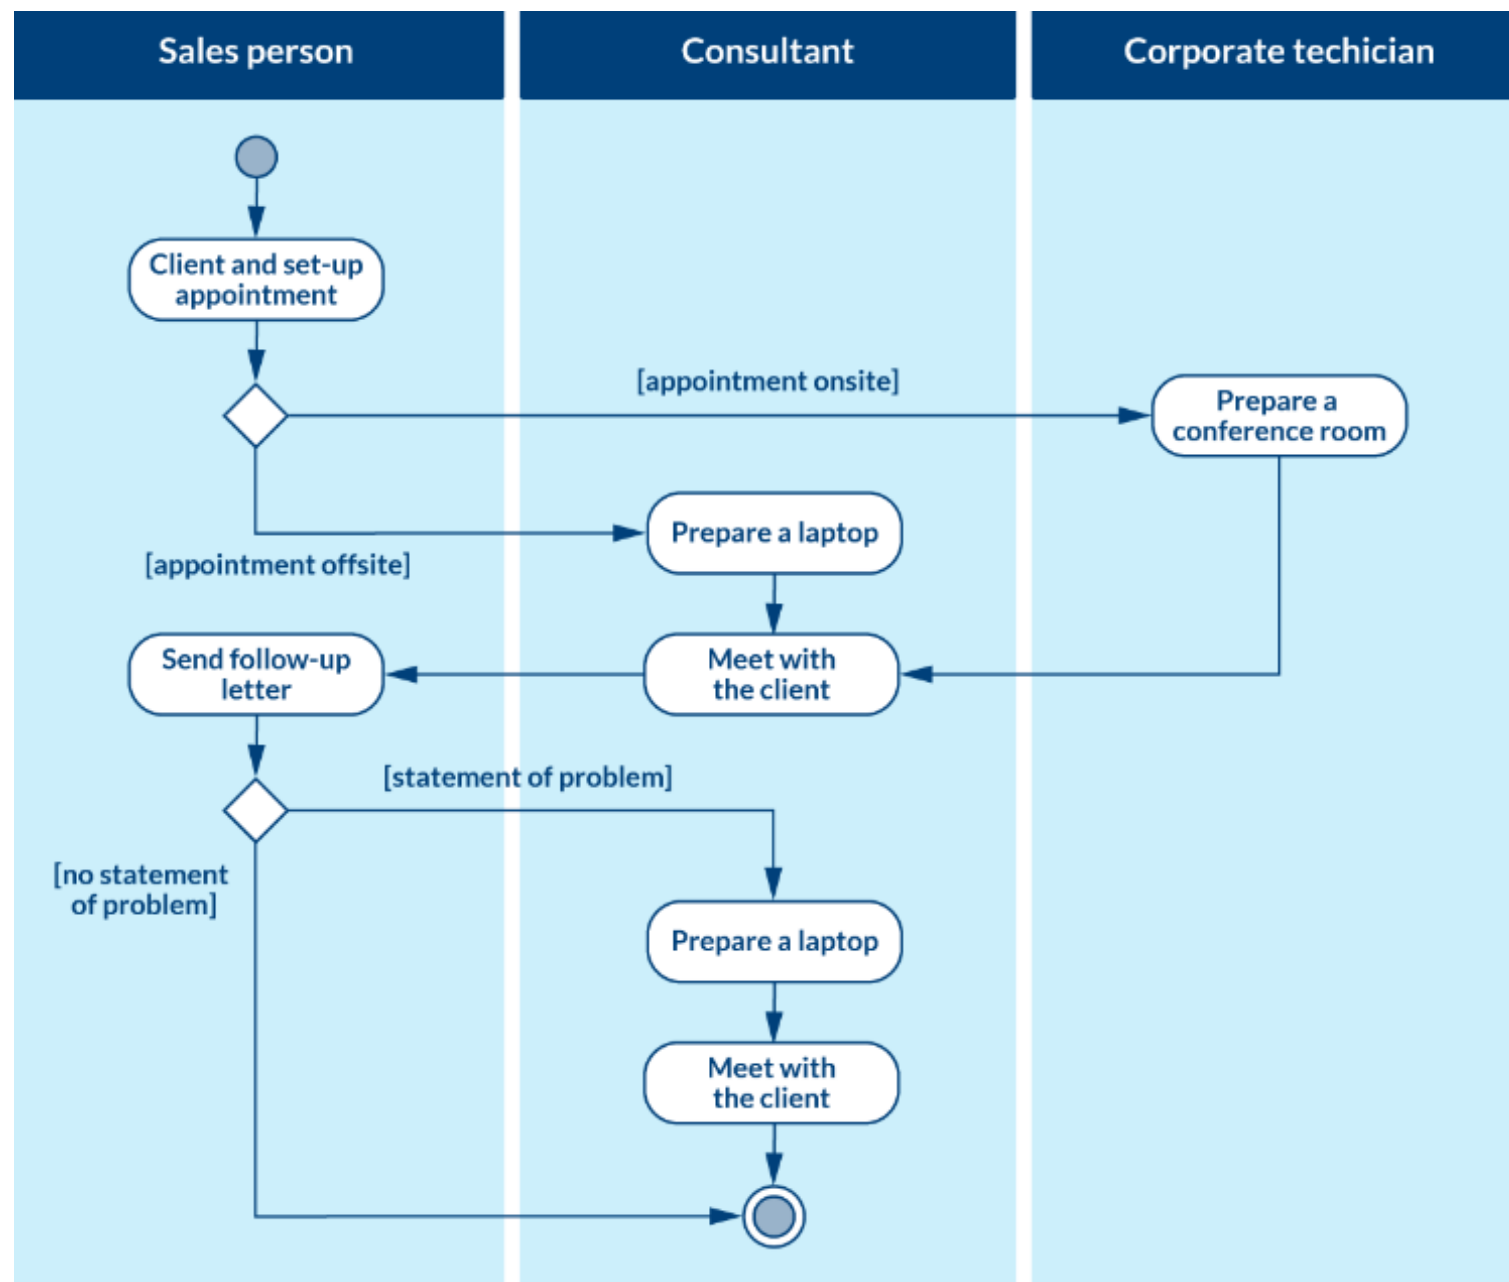 Sales person
Consultant
Corporate techician
Client and set-up
appointment
[appointment onsite]
Prepare a
conference room
Prepare a laptop
[appointment offsite]
Send follow-up
letter
Meet with
the client
[statement of problem]
[no statement
of problem]
Prepare a laptop
Meet with
the client